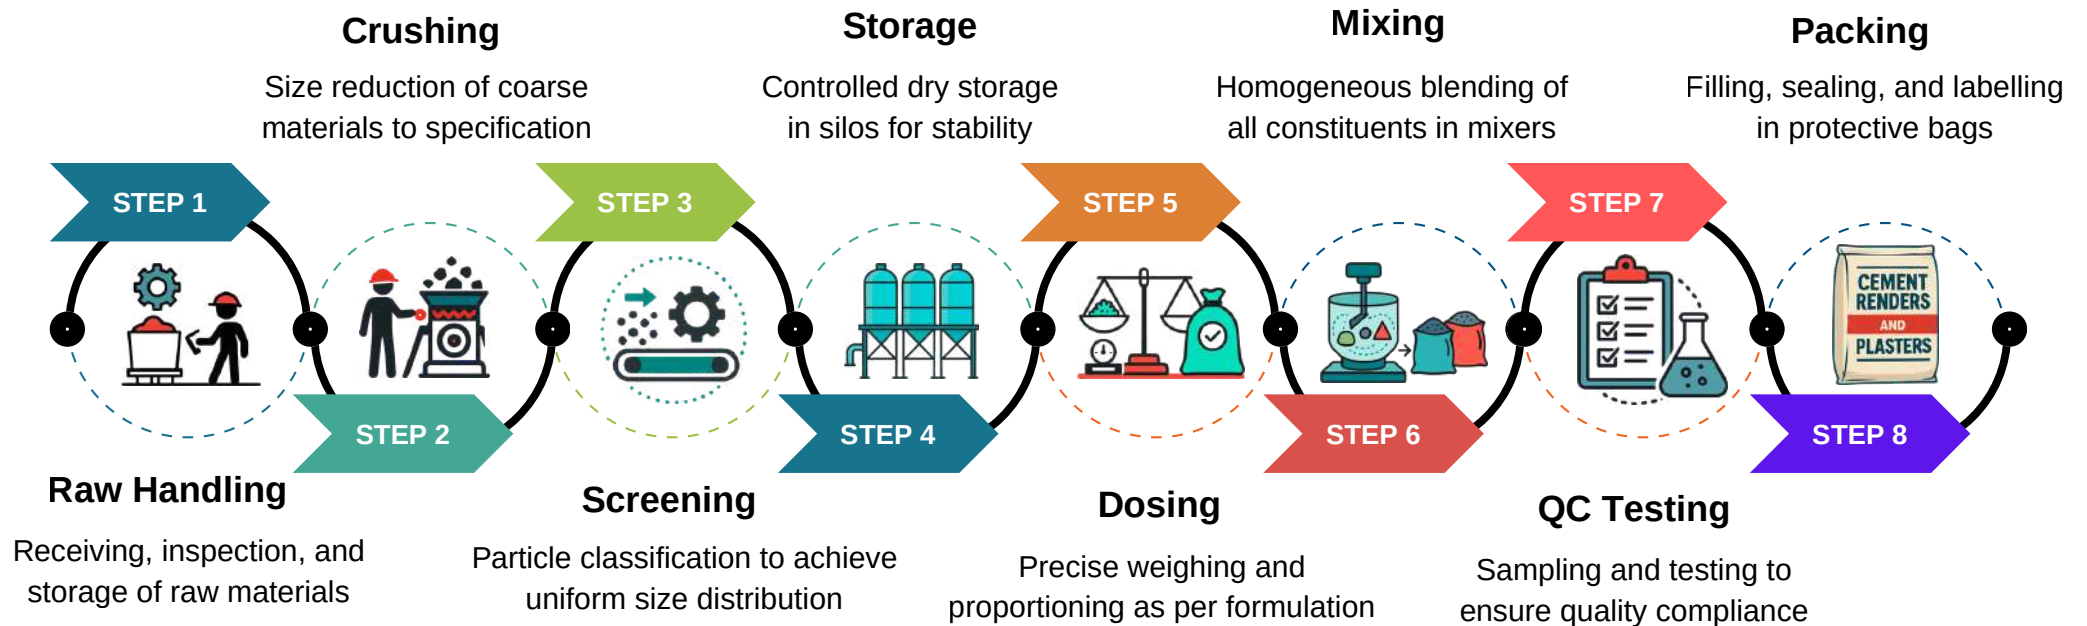 STEP 1
Raw Handling
Receiving, inspection, and
storage of raw materials
Crushing
Size reduction of coarse
materials to specification
STEP 2
STEP 3
Screening
Particle classification to achieve
uniform size distribution
Storage
Controlled dry storage
in silos for stability
STEP 4
STEP 5
Dosing
Precise weighing and
proportioning as per formulation
Mixing
Homogeneous blending of
all constituents in mixers
STEP 6
STEP 7
QC Testing
Sampling and testing to
ensure quality compliance
Packing
Filling, sealing, and labelling
in protective bags
CEMENT
RENDERS
AND
PLASTERS
STEP 8